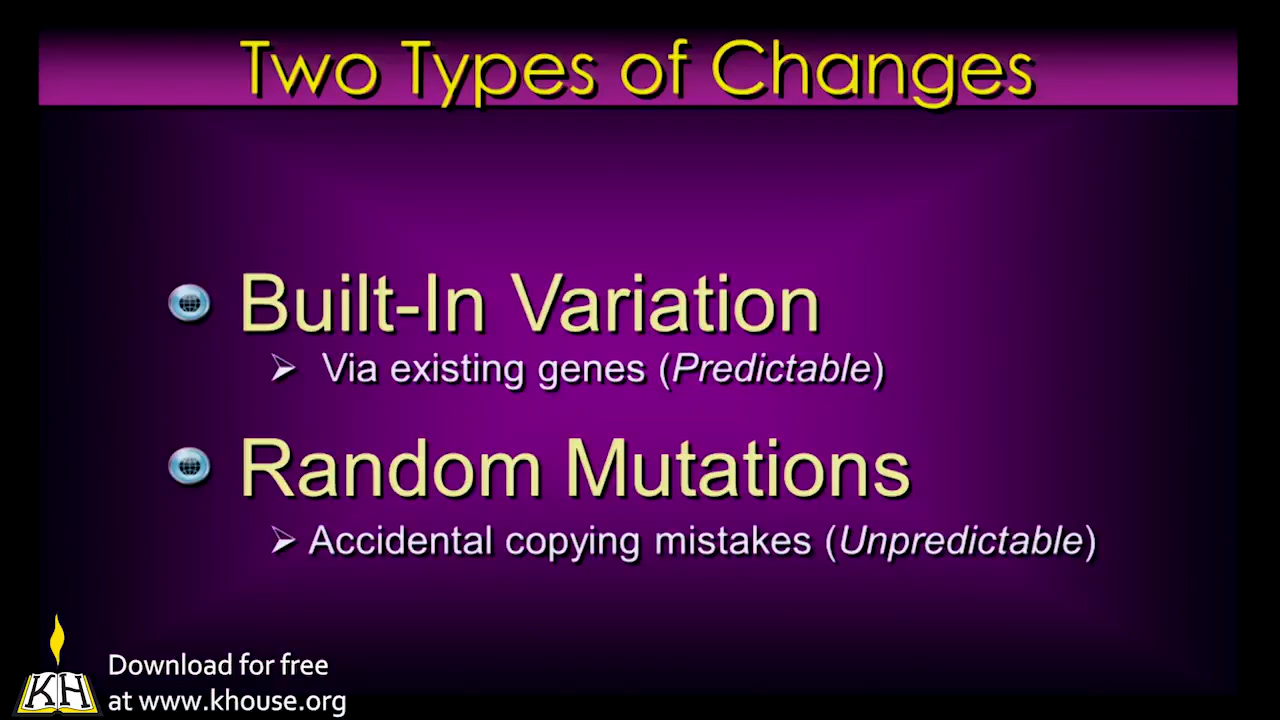 Two Types of Changes
Built-In Variation
Via existing genes (Predictable)
Random Mutations
Accidental copying mistakes (Unpredictable)
KH
Download for free
at www.khouse.org